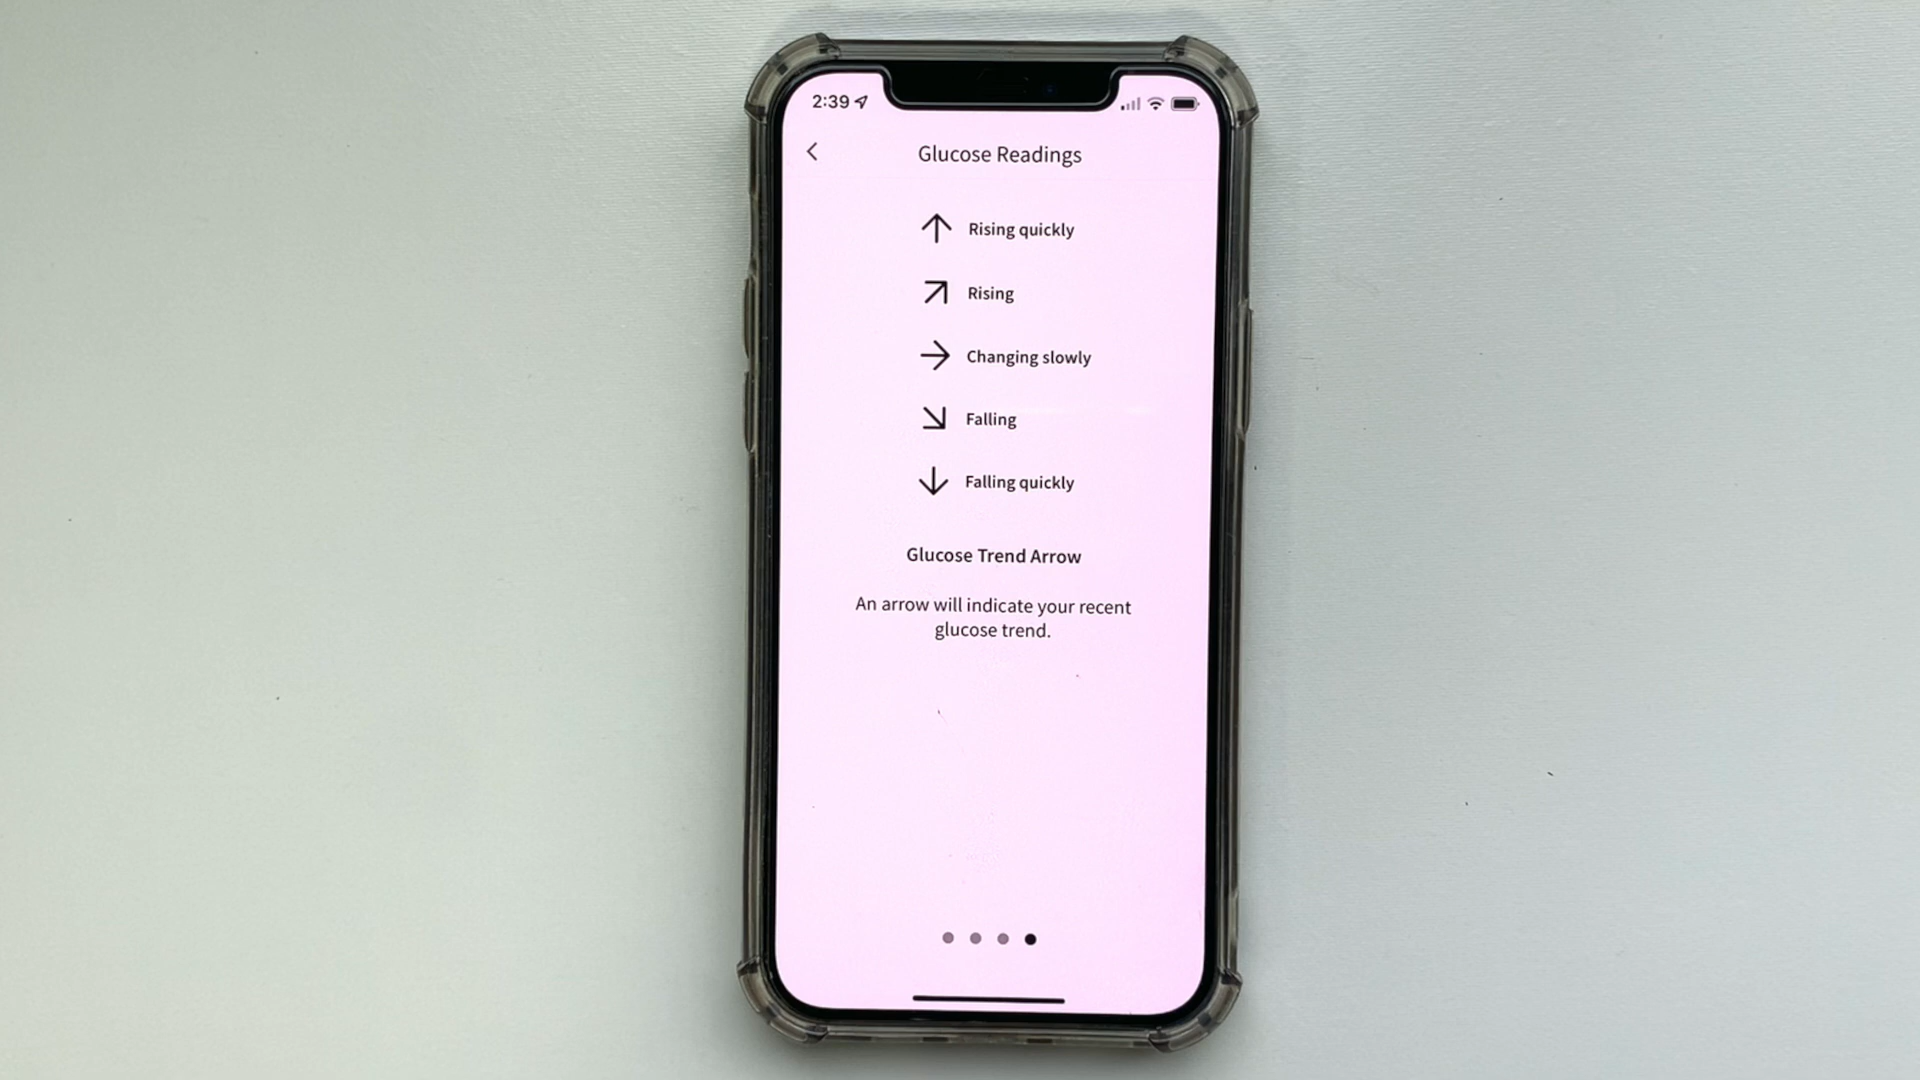 2:39
Glucose Readings
Rising quickly
Rising
Changing slowly
Falling
Falling quickly
Glucose Trend Arrow
An arrow will indicate your recent
glucose trend.